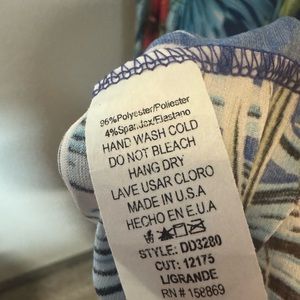 96%Polyester/Poliester
4%Spandex/Elastano
HAND WASH COLD
DO NOT BLEACH
HANG DRY
LAVE USAR CLORO
MADE IN U.S.A
HECHO EN E.U.A
STYLE: DD3280
CUT: 12175
L/GRANDE
RN# 158869